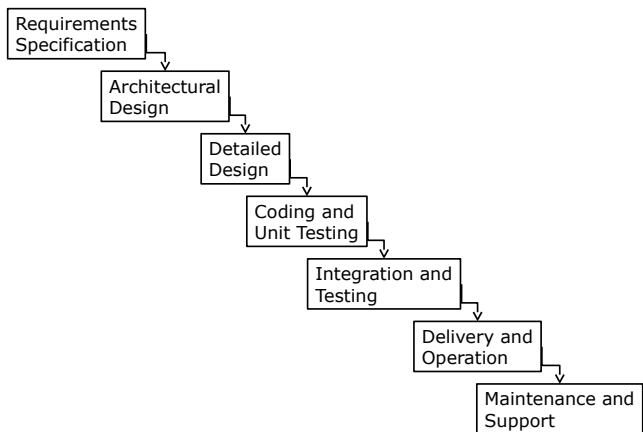 Requirements
Specification
Architectural
Design
Detailed
Design
Coding and
Unit Testing
Integration and
Testing
Delivery and
Operation
Maintenance and
Support